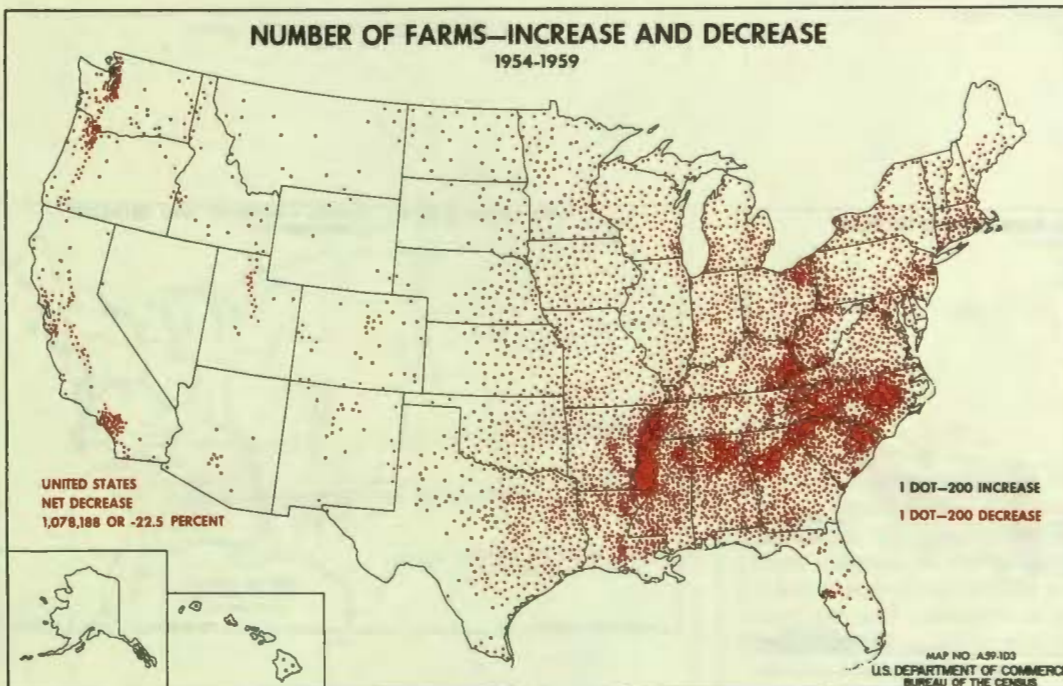 NUMBER OF FARMS—INCREASE AND DECREASE
1954-1959
UNITED STATES
NET DECREASE
1,078,188 OR -22.5 PERCENT
1 DOT—200 INCREASE
1 DOT—200 DECREASE
MAP NO. A59-1D3
U.S. DEPARTMENT OF COMMERCE
BUREAU OF THE CENSUS